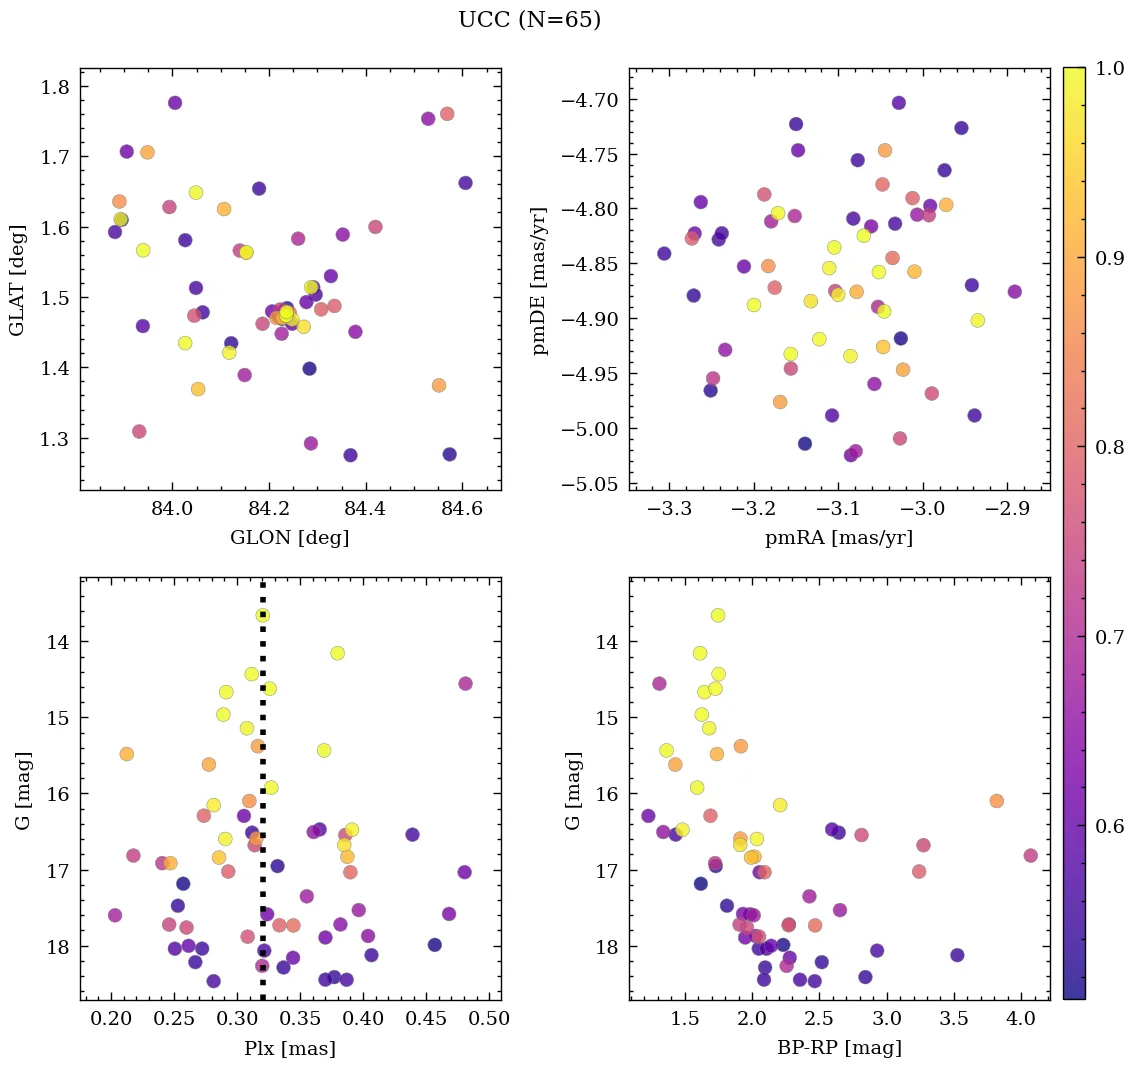 UCC (N=65)
1.8
1.7
1.6
1.5
1.4
1.3
GLAT [deg]
84.0 84.2 84.4 84.6
GLON [deg]
−4.70
−4.75
−4.80
−4.85
−4.90
−4.95
−5.00
−5.05
pmDE [mas/yr]
−3.3 −3.2 −3.1 −3.0 −2.9
pmRA [mas/yr]
14
15
16
17
18
G [mag]
0.20 0.25 0.30 0.35 0.40 0.45 0.50
Plx [mas]
14
15
16
17
18
G [mag]
1.5 2.0 2.5 3.0 3.5 4.0
BP-RP [mag]
1.0
0.9
0.8
0.7
0.6